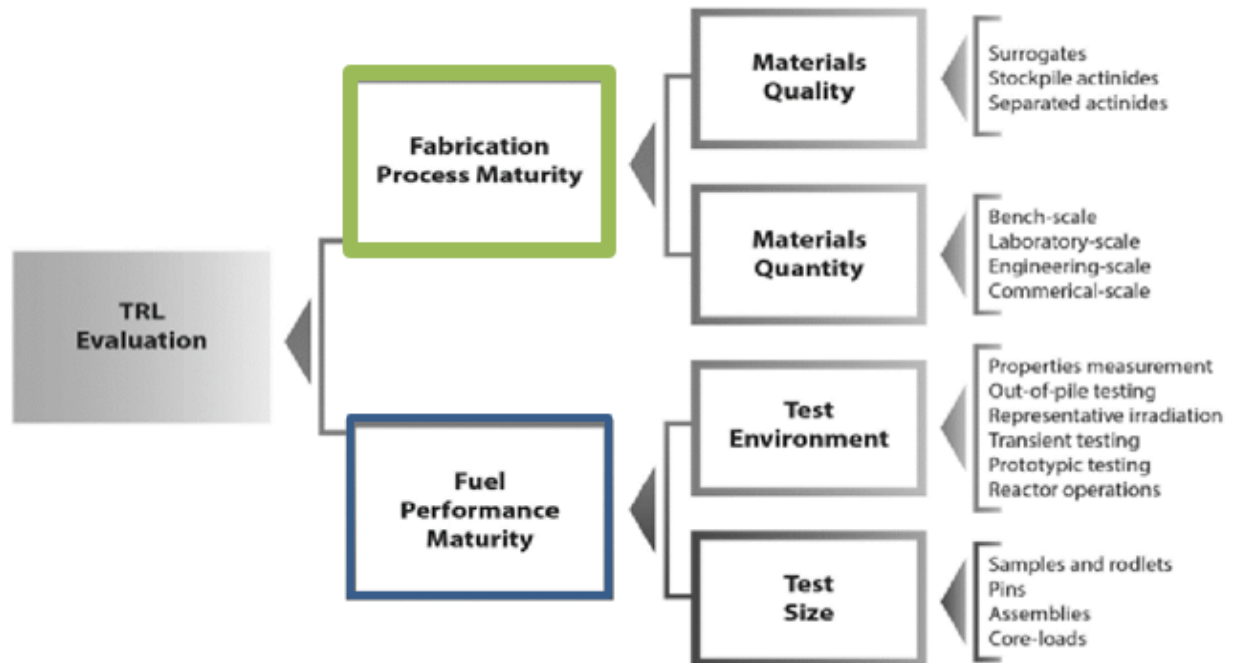 TRL
Evaluation
Fabrication
Process Maturity
Fuel
Performance
Maturity
Materials
Quality
Surrogates
Stockpile actinides
Separated actinides
Materials
Quantity
Bench-scale
Laboratory-scale
Engineering-scale
Commerical-scale
Test
Environment
Properties measurement
Out-of-pile testing
Representative irradiation
Transient testing
Prototypic testing
Reactor operations
Test
Size
Samples and rodlets
Pins
Assemblies
Core-loads